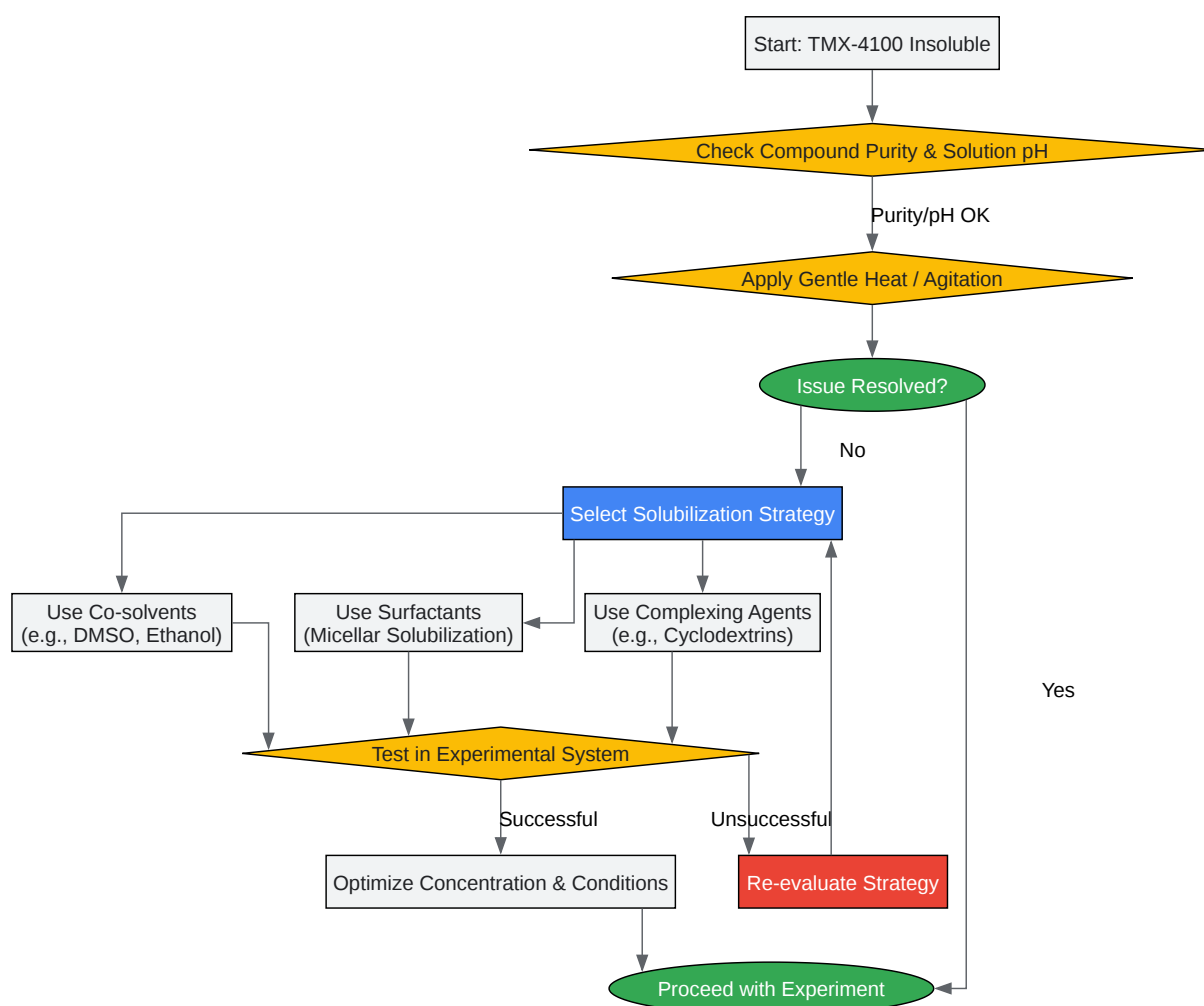 Start: TMX-4100 Insoluble
Check Compound Purity & Solution pH
Purity/pH OK
Apply Gentle Heat / Agitation
Issue Resolved?
No
Select Solubilization Strategy
Use Co-solvents
(e.g., DMSO, Ethanol)
Use Surfactants
(Micellar Solubilization)
Use Complexing Agents
(e.g., Cyclodextrins)
Yes
Test in Experimental System
Successful
Unsuccessful
Optimize Concentration & Conditions
Re-evaluate Strategy
Proceed with Experiment